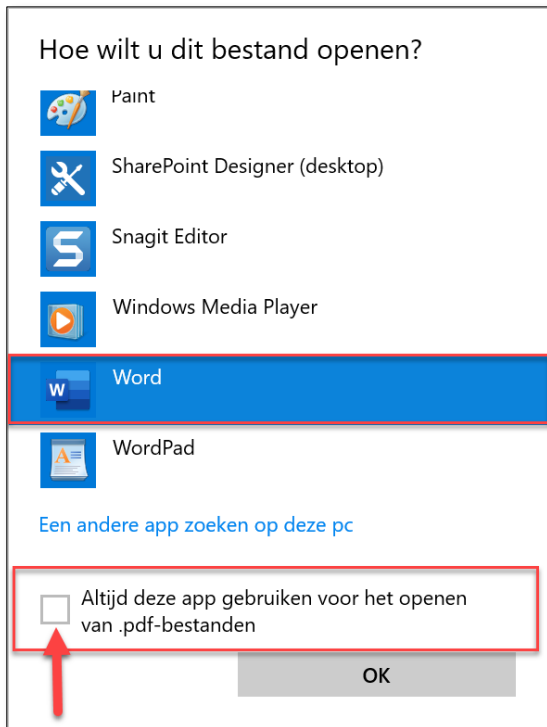 Hoe wilt u dit bestand openen?
Paint
SharePoint Designer (desktop)
Snagit Editor
Windows Media Player
Word
WordPad
Een andere app zoeken op deze pc
Altijd deze app gebruiken voor het openen
van .pdf-bestanden
OK